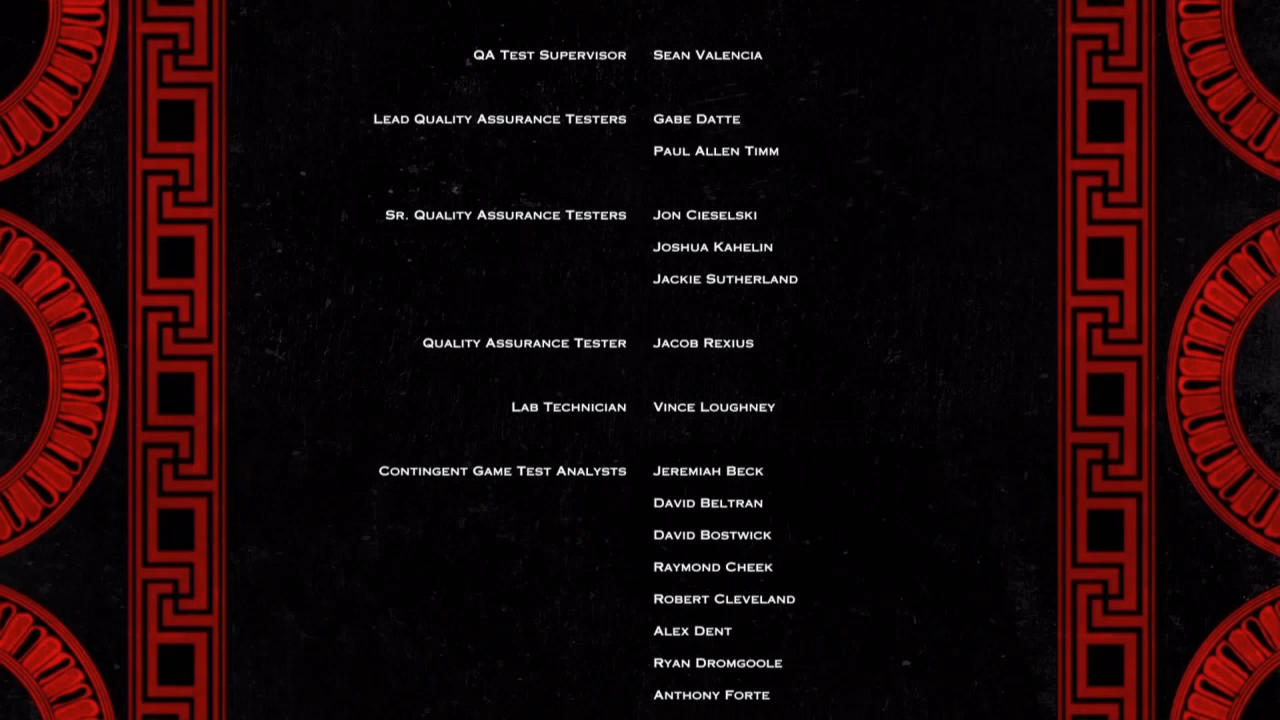 QA Test Supervisor Sean Valencia
Lead Quality Assurance Testers Gabe Datte
Paul Allen Timm
Sr. Quality Assurance Testers Jon Cieselski
Joshua Kahelin
Jackie Sutherland
Quality Assurance Tester Jacob Rexius
Lab Technician Vince Loughney
Contingent Game Test Analysts Jeremiah Beck
David Beltran
David Bostwick
Raymond Cheek
Robert Cleveland
Alex Dent
Ryan Dromgoole
Anthony Forte